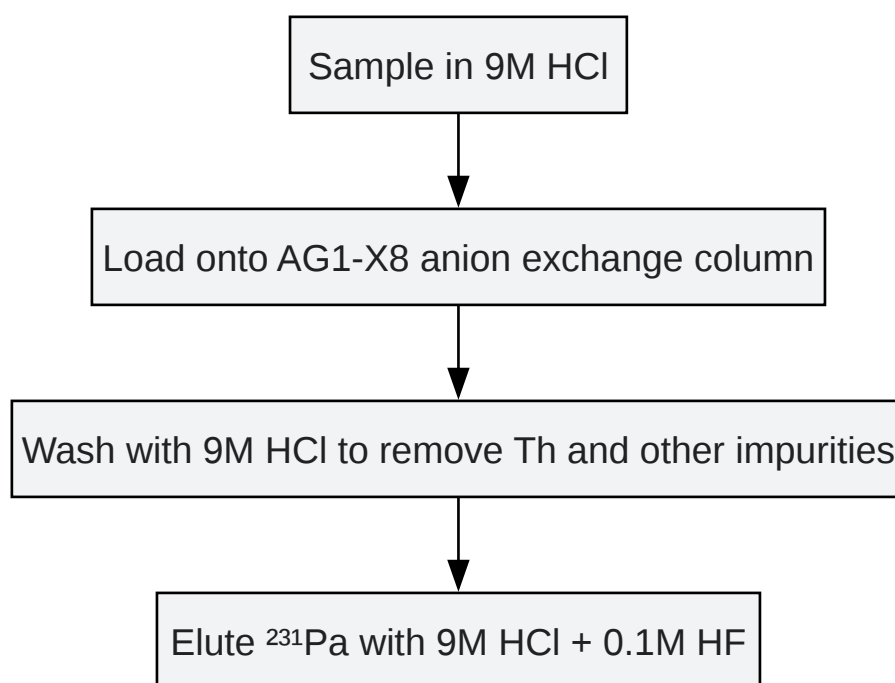 Sample in 9M HCl
Load onto AG1-X8 anion exchange column
Wash with 9M HCl to remove Th and other impurities
Elute ²³¹Pa with 9M HCl + 0.1M HF